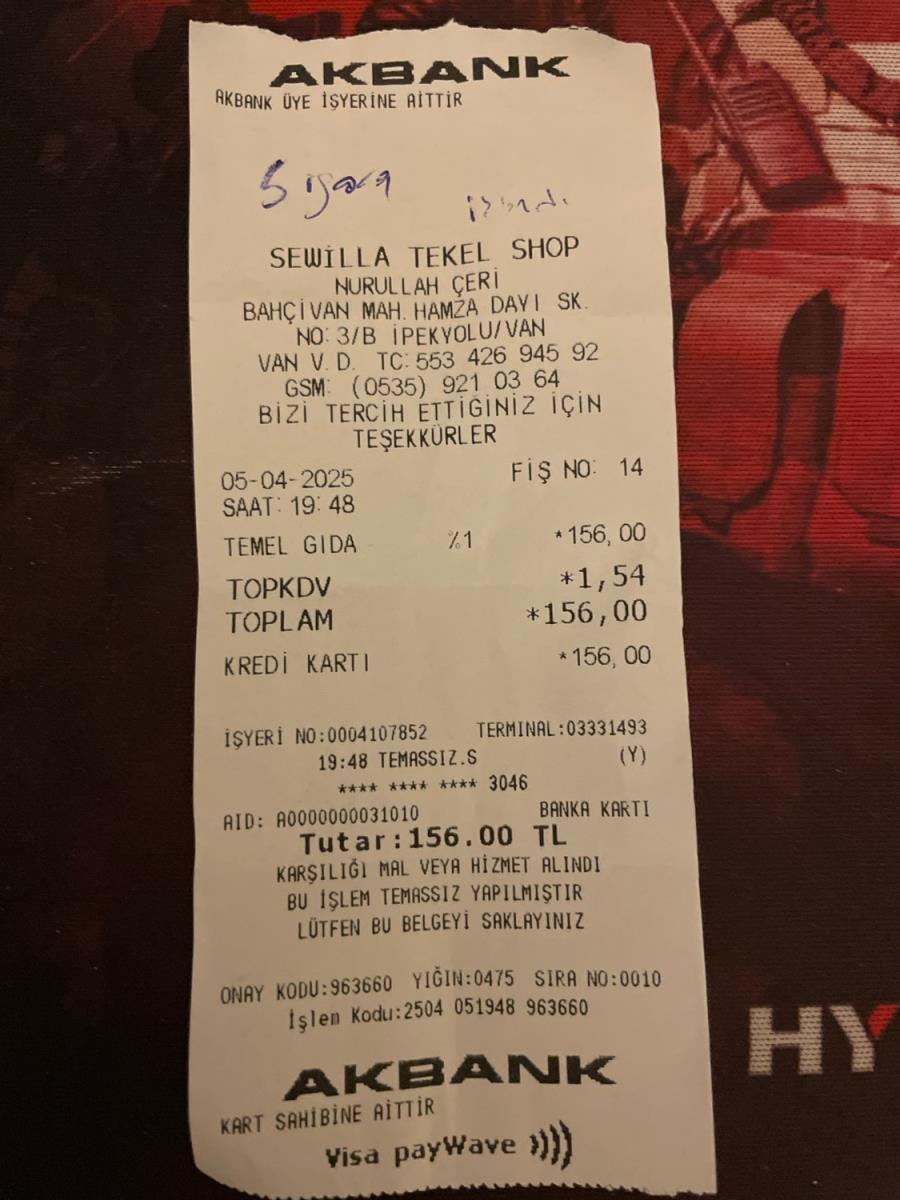 AKBANK
AKBANK ÜYE İŞYERİNE AİTTİR
Sigara
SEWİLLA TEKEL SHOP
NURULLAH ÇERİ
BAHÇİVAN MAH. HAMZA DAYI SK.
NO: 3/B İPEKYOLU/VAN
VAN V.D. TC: 553 426 945 92
GSM: (0535) 921 03 64
BİZİ TERCİH ETTİĞİNİZ İÇİN
TEŞEKKÜRLER
05-04-2025 FİŞ NO: 14
SAAT: 19:48
TEMEL GIDA %1 *156,00
TOPKDV *1,54
TOPLAM *156,00
KREDİ KARTI *156,00
İŞYERİ NO:0004107852 TERMINAL:03331493
19:48 TEMASSIZ.S (Y)
**** **** **** 3046
AID: A0000000031010 BANKA KARTI
Tutar:156.00 TL
KARŞILIĞI MAL VEYA HİZMET ALINDI
BU İŞLEM TEMASSIZ YAPILMIŞTIR
LÜTFEN BU BELGEYİ SAKLAYINIZ
ONAY KODU:963660 YIĞIN:0475 SIRA NO:0010
İşlen Kodu:2504 051948 963660
AKBANK
KART SAHİBİNE AİTTİR
Visa payWave
HY